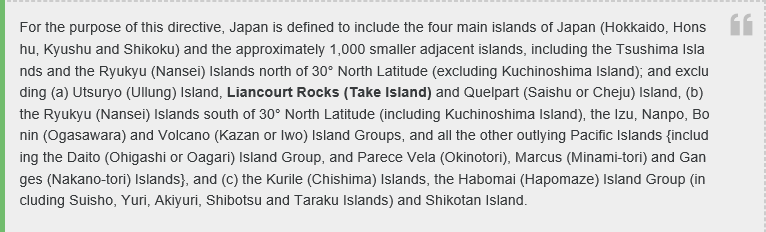 For the purpose of this directive, Japan is defined to include the four main islands of Japan (Hokkaido, Hons
hu, Kyushu and Shikoku) and the approximately 1,000 smaller adjacent islands, including the Tsushima Isla
nds and the Ryukyu (Nansei) Islands north of 30° North Latitude (excluding Kuchinoshima Island); and exclu
ding (a) Utsuryo (Ullung) Island, Liancourt Rocks (Take Island) and Quelpart (Saishu or Cheju) Island, (b)
the Ryukyu (Nansei) Islands south of 30° North Latitude (including Kuchinoshima Island), the Izu, Nanpo, Bo
nin (Ogasawara) and Volcano (Kazan or Iwo) Island Groups, and all the other outlying Pacific Islands {includ
ing the Daito (Ohigashi or Oagari) Island Group, and Parece Vela (Okinotori), Marcus (Minami-tori) and Gan
ges (Nakano-tori) Islands}, and (c) the Kurile (Chishima) Islands, the Habomai (Hapomaze) Island Group (in
cluding Suisho, Yuri, Akiyuri, Shibotsu and Taraku Islands) and Shikotan Island.